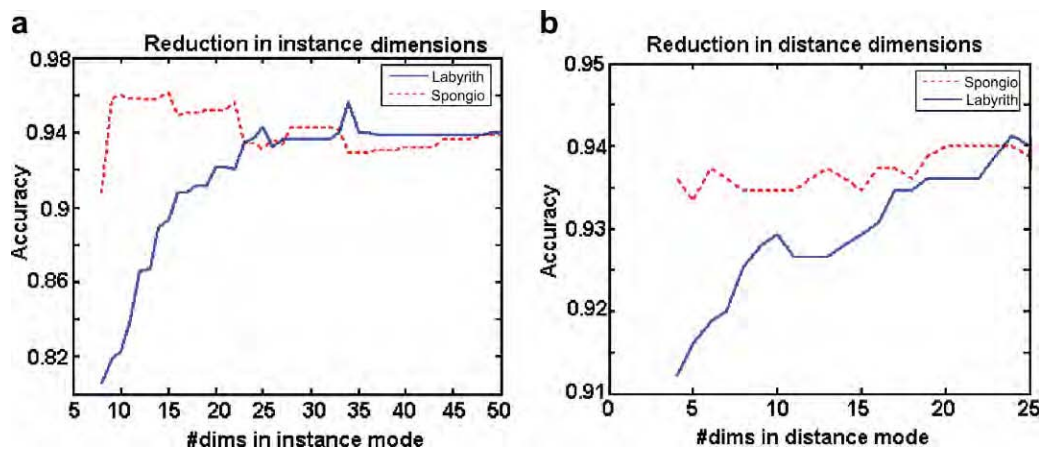 a
Reduction in instance dimensions
Labyrith
Spongio
0.98
0.94
0.9
0.86
0.82
Accuracy
5 10 15 20 25 30 35 40 45 50
#dims in instance mode
b
Reduction in distance dimensions
Spongio
Labyrith
0.95
0.94
0.93
0.92
0.91
Accuracy
0 5 10 15 20 25
#dims in distance mode